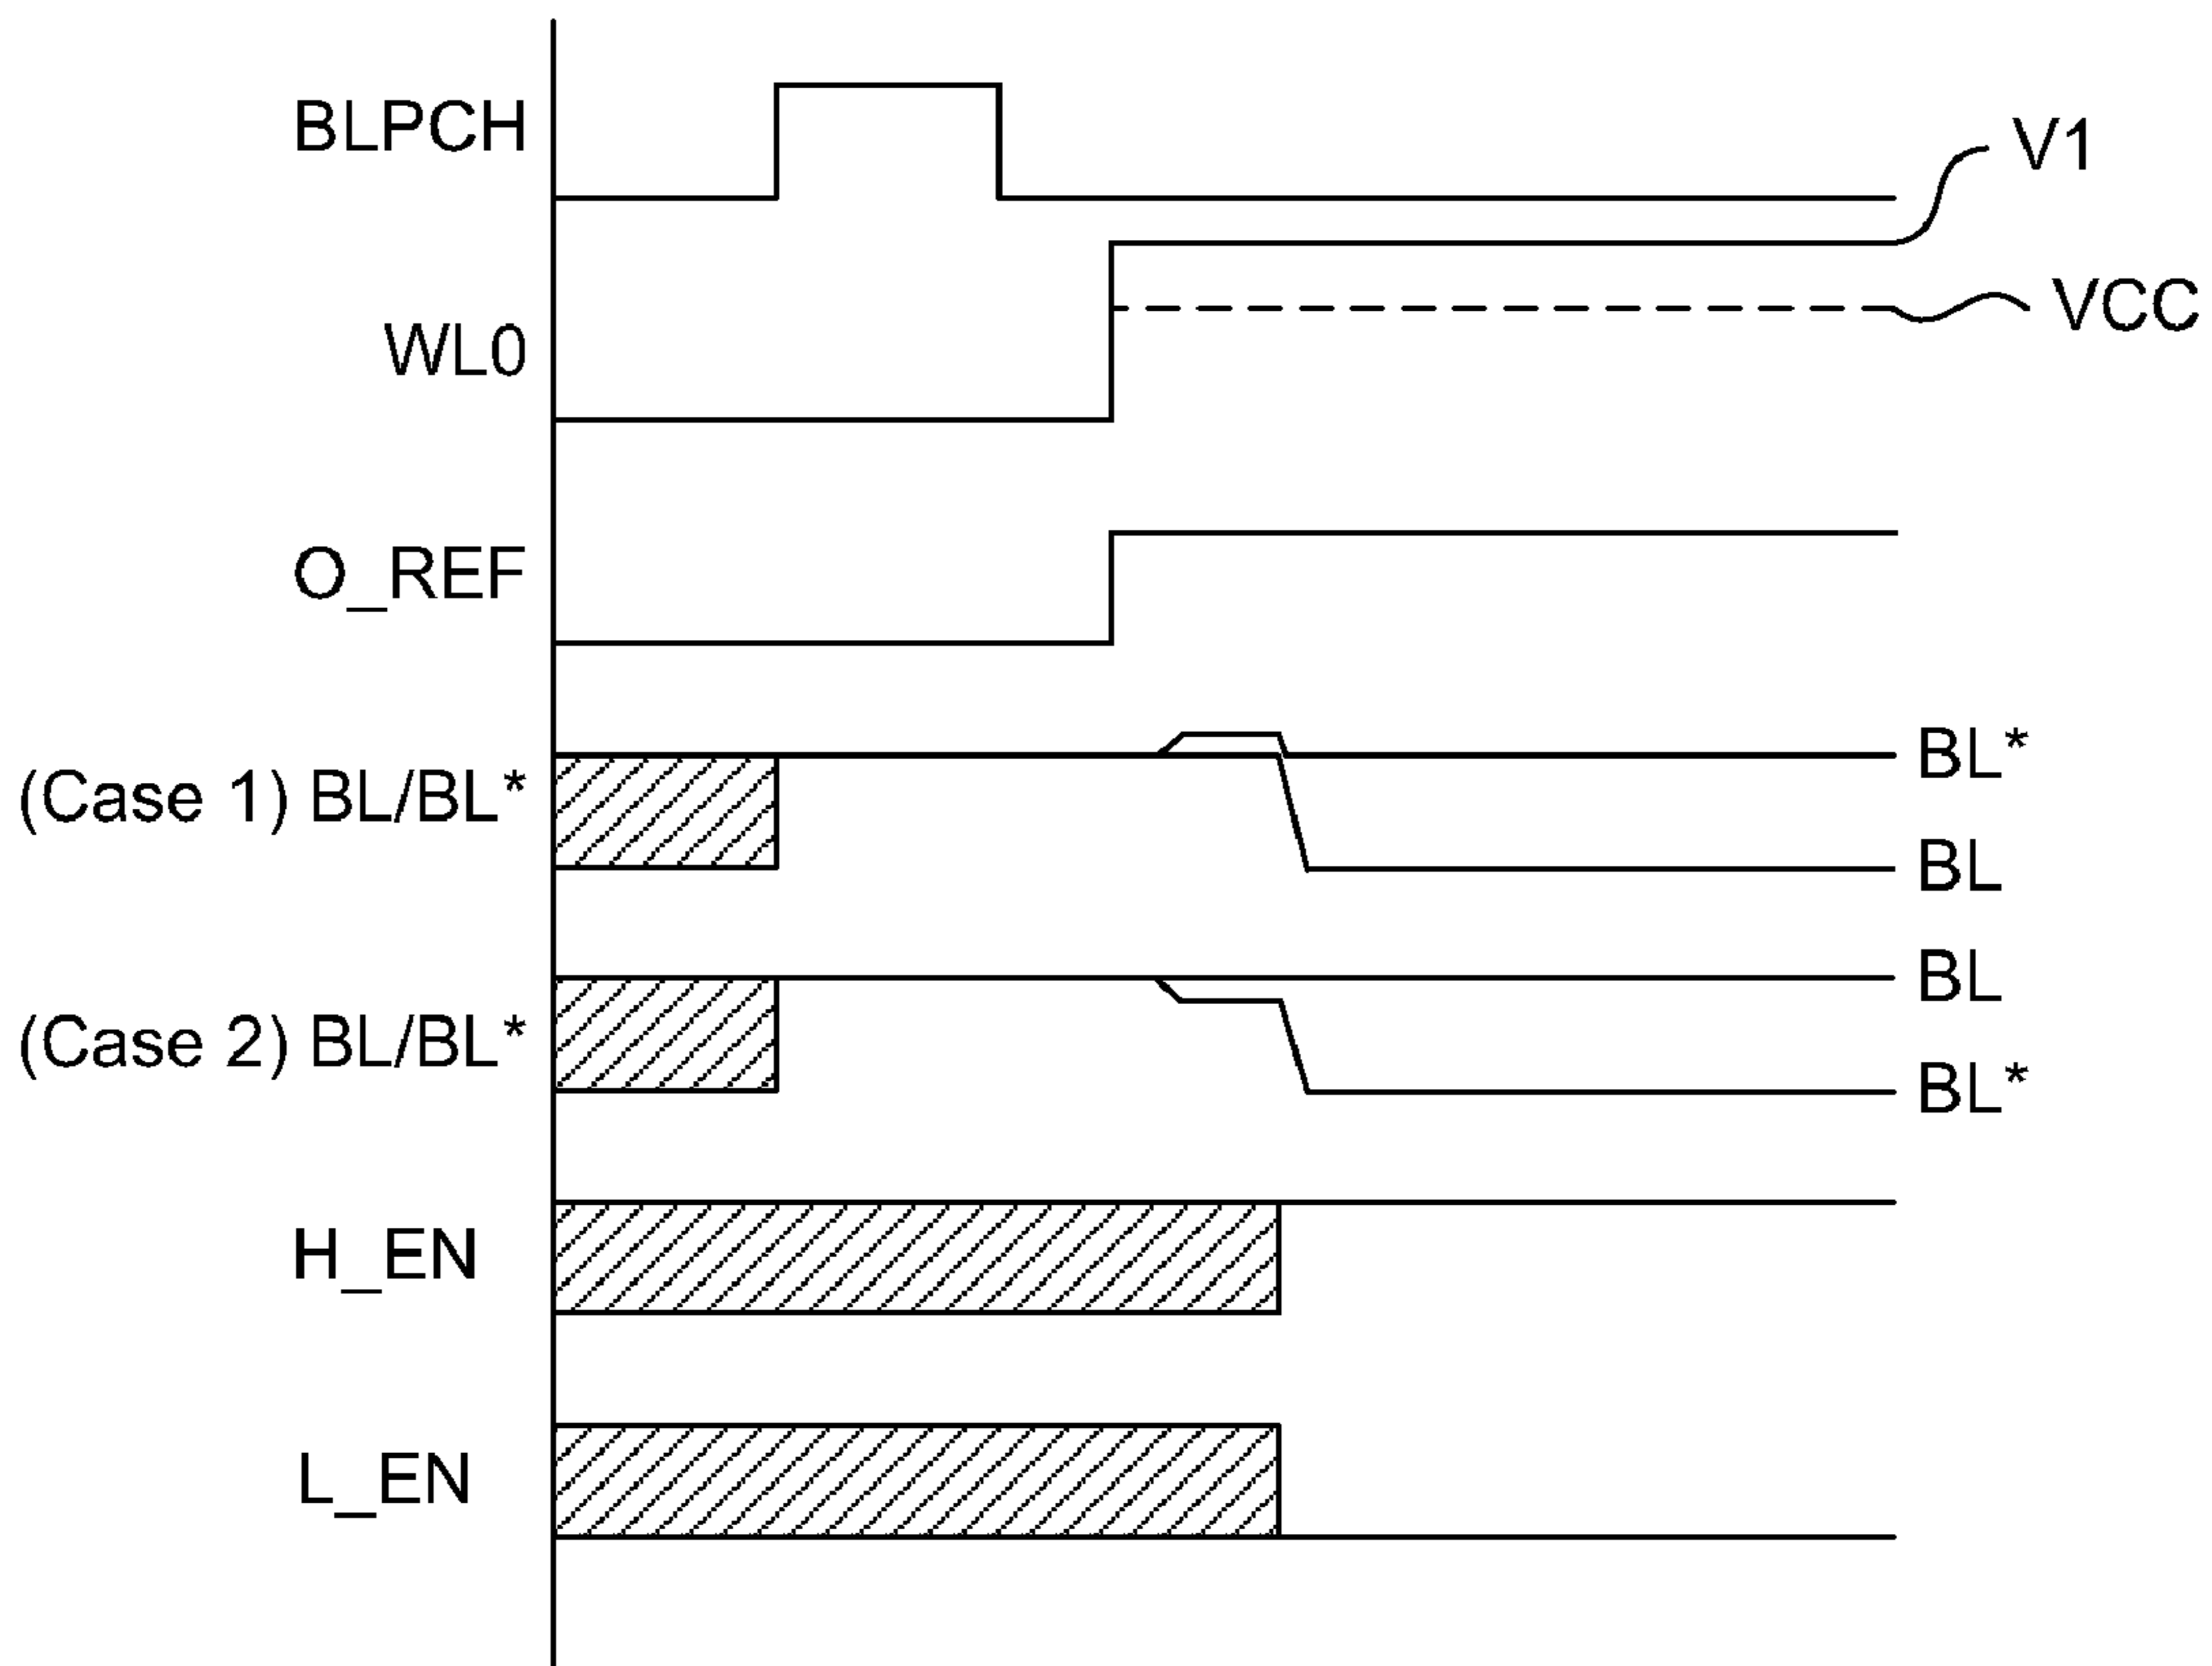 BLPCH
V1
VCC
WL0
O_REF
BL*
(Case 1) BL/BL*
BL
BL
(Case 2) BL/BL*
BL*
H_EN
L_EN